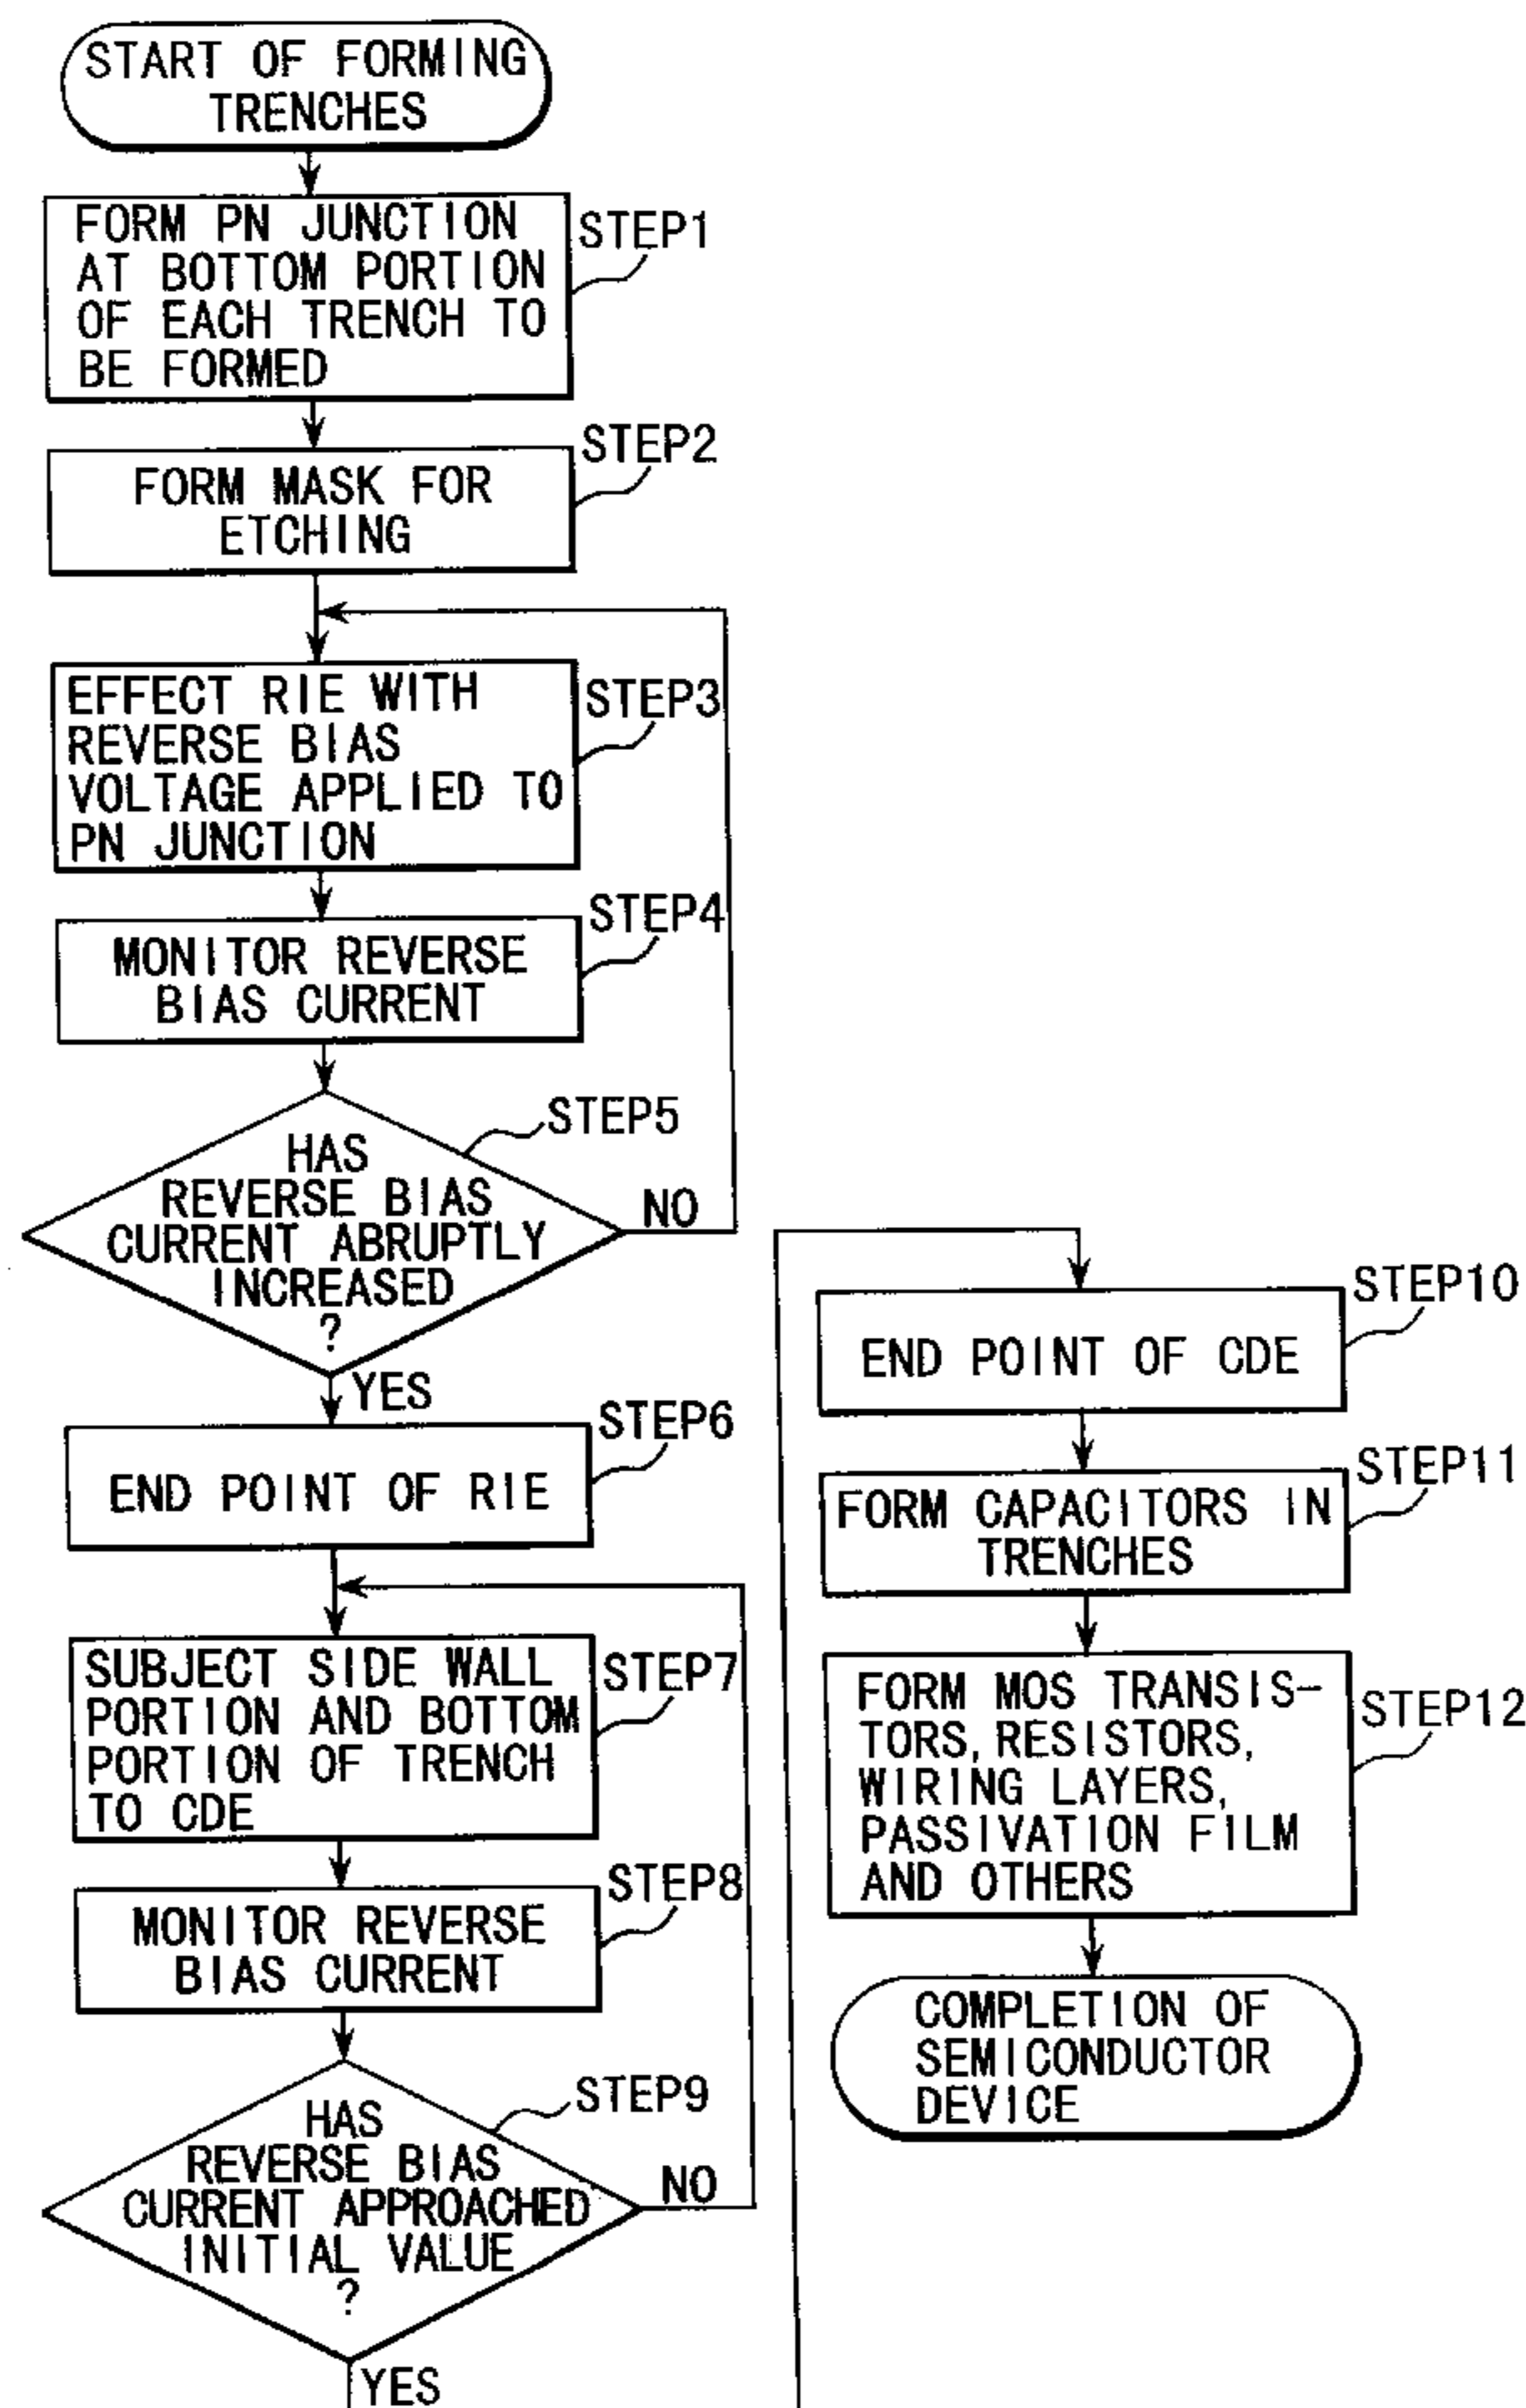 START OF FORMING
TRENCHES
FORM PN JUNCTION
AT BOTTOM PORTION
OF EACH TRENCH TO
BE FORMED
STEP1
FORM MASK FOR
ETCHING
STEP2
EFFECT RIE WITH
REVERSE BIAS
VOLTAGE APPLIED TO
PN JUNCTION
STEP3
MONITOR REVERSE
BIAS CURRENT
STEP4
HAS
REVERSE BIAS
CURRENT ABRUPTLY
INCREASED
?
STEP5
NO
YES
END POINT OF RIE
STEP6
SUBJECT SIDE WALL
PORTION AND BOTTOM
PORTION OF TRENCH
TO CDE
STEP7
MONITOR REVERSE
BIAS CURRENT
STEP8
HAS
REVERSE BIAS
CURRENT APPROACHED
INITIAL VALUE
?
STEP9
NO
YES
END POINT OF CDE
STEP10
FORM CAPACITORS IN
TRENCHES
STEP11
FORM MOS TRANSIS-
TORS, RESISTORS,
WIRING LAYERS,
PASSIVATION FILM
AND OTHERS
STEP12
COMPLETION OF
SEMICONDUCTOR
DEVICE